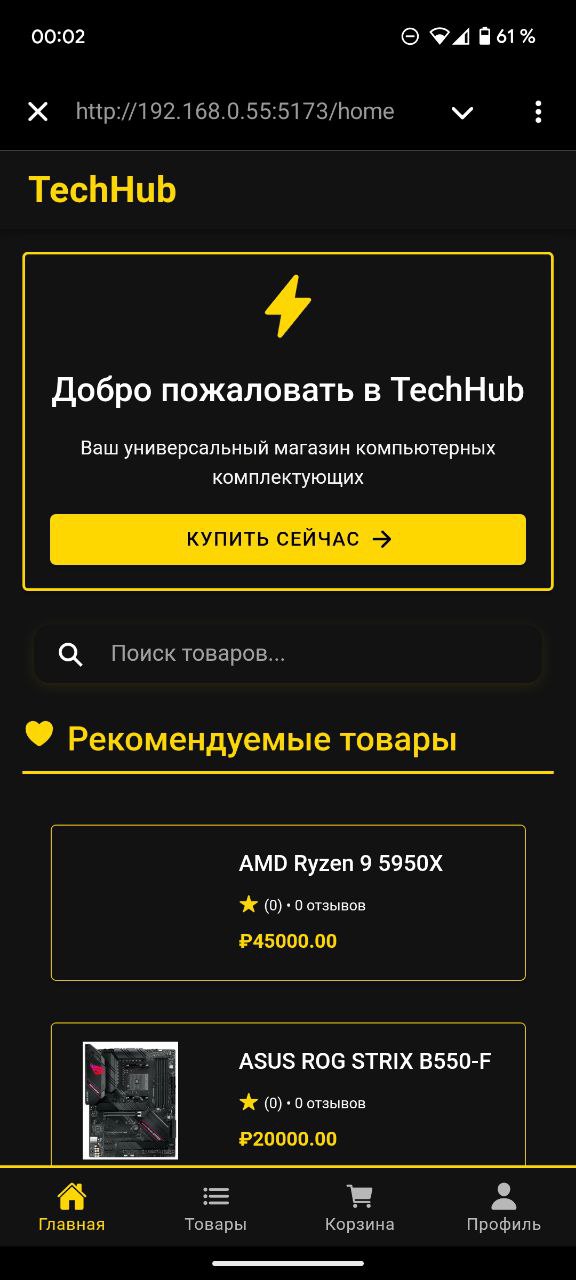 00:02
61 %
http://192.168.0.55:5173/home
TechHub
Добро пожаловать в TechHub
Ваш универсальный магазин компьютерных
комплектующих
КУПИТЬ СЕЙЧАС →
Поиск товаров...
Рекомендуемые товары
AMD Ryzen 9 5950X
(0) • 0 отзывов
₽45000.00
ASUS ROG STRIX B550-F
(0) • 0 отзывов
₽20000.00
Главная
Товары
Корзина
Профиль